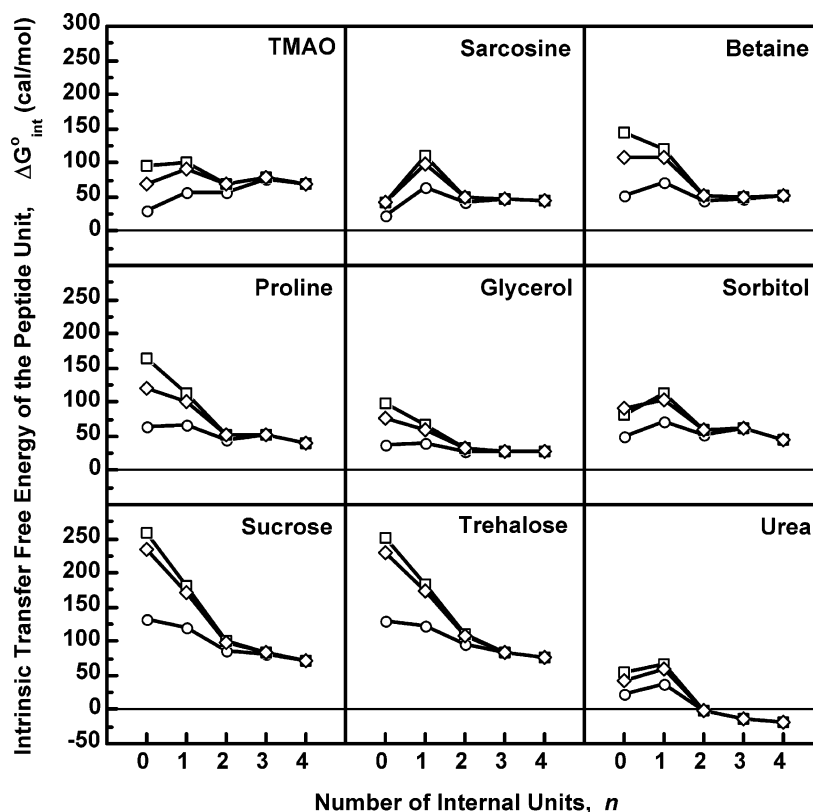 Intrinsic Transfer Free Energy of the Peptide Unit, ΔG°int (cal/mol)
300
250
200
150
100
50
0
TMAO
Sarcosine
Betaine
250
200
150
100
50
0
Proline
Glycerol
Sorbitol
250
200
150
100
50
0
-50
Sucrose
Trehalose
Urea
0 1 2 3 4 0 1 2 3 4 0 1 2 3 4
Number of Internal Units, n